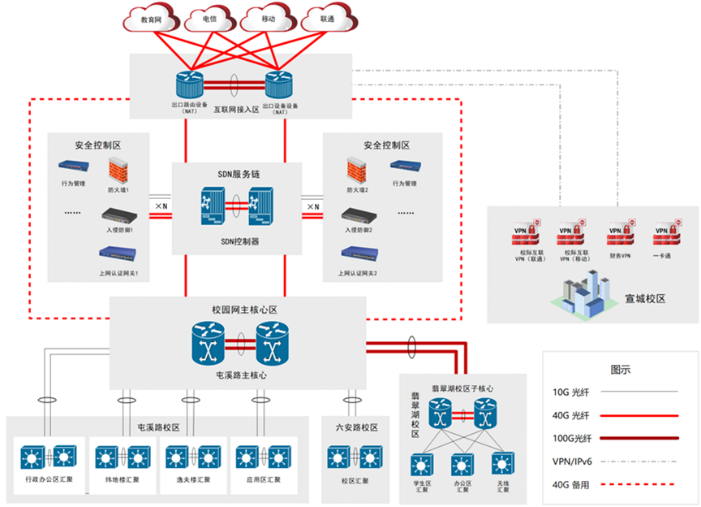 教育网
电信
移动
联通
出口路由设备
（NAT）
互联网接入区
出口设备设备
（NAT）
安全控制区
行为管理
防火墙1
……
入侵防御1
上网认证网关1
×N
SDN服务链
SDN控制器
×N
安全控制区
防火墙2
行为管理
入侵防御2
……
上网认证网关2
VPN
VPN
VPN
VPN
校际互联
VPN（联通）
校际互联
VPN（移动）
财务VPN
一卡通
宣城校区
校园网主核心区
屯溪路主核心
屯溪路校区
行政办公区汇聚
纬地楼汇聚
逸夫楼汇聚
应用区汇聚
六安路校区
校区汇聚
翡翠湖校区
翡翠湖校区子核心
学生区
汇聚
办公区
汇聚
无线
汇聚
图示
10G 光纤
40G 光纤
100G光纤
VPN/IPv6
40G 备用